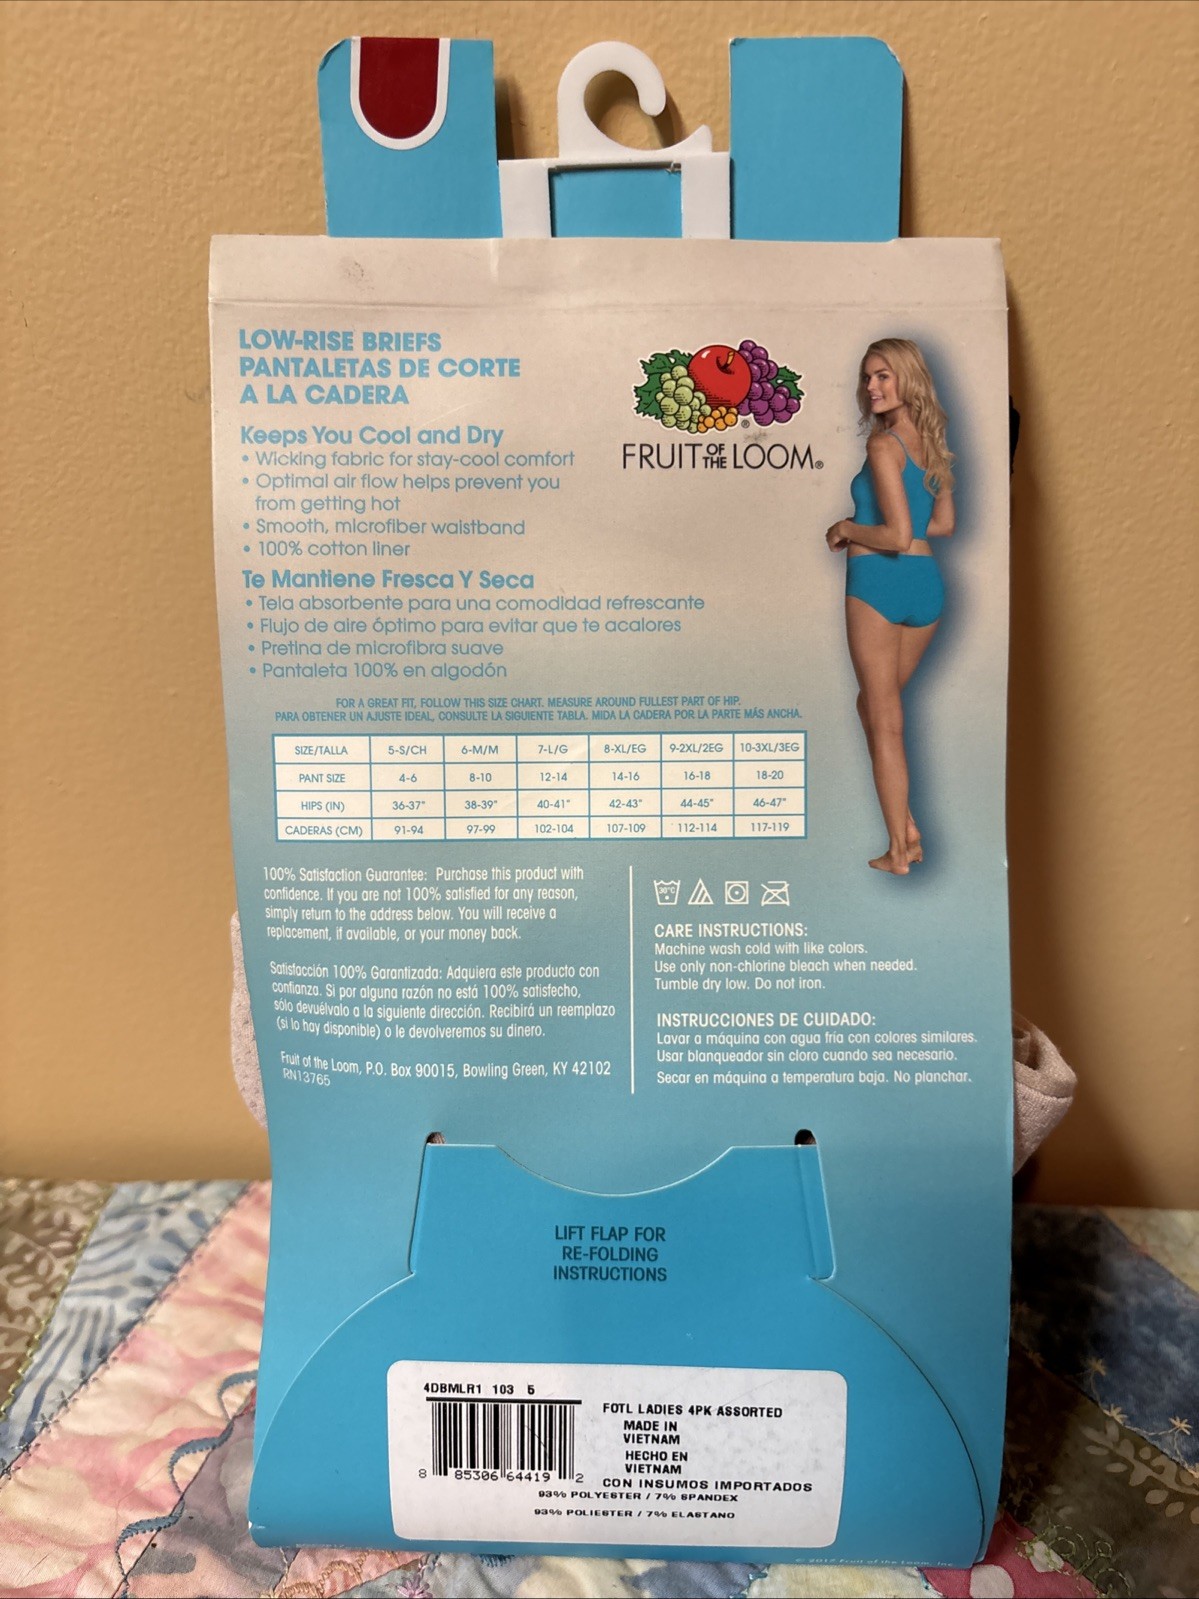 LOW-RISE BRIEFS
PANTALETAS DE CORTE
A LA CADERA
Keeps You Cool and Dry
• Wicking fabric for stay-cool comfort
• Optimal air flow helps prevent you
from getting hot
• Smooth, microfiber waistband
• 100% cotton liner
Te Mantiene Fresca Y Seca
• Tela absorbente para una comodidad refrescante
• Flujo de aire óptimo para evitar que te acalores
• Pretina de microfibra suave
• Pantaleta 100% en algodón
FRUIT OF THE LOOM®
FOR A GREAT FIT, FOLLOW THIS SIZE CHART. MEASURE AROUND FULLEST PART OF HIP.
PARA OBTENER UN AJUSTE IDEAL, CONSULTE LA SIGUIENTE TABLA. MIDA LA CADERA POR LA PARTE MÁS ANCHA.
SIZE/TALLA 5-S/CH 6-M/M 7-L/G 8-XL/EG 9-2XL/2EG 10-3XL/3EG
PANT SIZE 4-6 8-10 12-14 14-16 16-18 18-20
HIPS (IN) 36-37" 38-39" 40-41" 42-43" 44-45" 46-47"
CADERAS (CM) 91-94 97-99 102-104 107-109 112-114 117-119
100% Satisfaction Guarantee: Purchase this product with
confidence. If you are not 100% satisfied for any reason,
simply return to the address below. You will receive a
replacement, if available, or your money back.
Satisfacción 100% Garantizada: Adquiera este producto con
confianza. Si por alguna razón no está 100% satisfecho,
sólo devuélvalo a la siguiente dirección. Recibirá un reemplazo
(si lo hay disponible) o le devolveremos su dinero.
Fruit of the Loom, P.O. Box 90015, Bowling Green, KY 42102
RN13765
30°C
CARE INSTRUCTIONS:
Machine wash cold with like colors.
Use only non-chlorine bleach when needed.
Tumble dry low. Do not iron.
INSTRUCCIONES DE CUIDADO:
Lavar a máquina con agua fría con colores similares.
Usar blanqueador sin cloro cuando sea necesario.
Secar en máquina a temperatura baja. No planchar.
LIFT FLAP FOR
RE-FOLDING
INSTRUCTIONS
4DBMLR1 103 5
8 85306 64419 2
FOTL LADIES 4PK ASSORTED
MADE IN
VIETNAM
HECHO EN
VIETNAM
CON INSUMOS IMPORTADOS
93% POLYESTER / 7% SPANDEX
93% POLIESTER / 7% ELASTANO
© 2017 Fruit of the Loom, Inc.